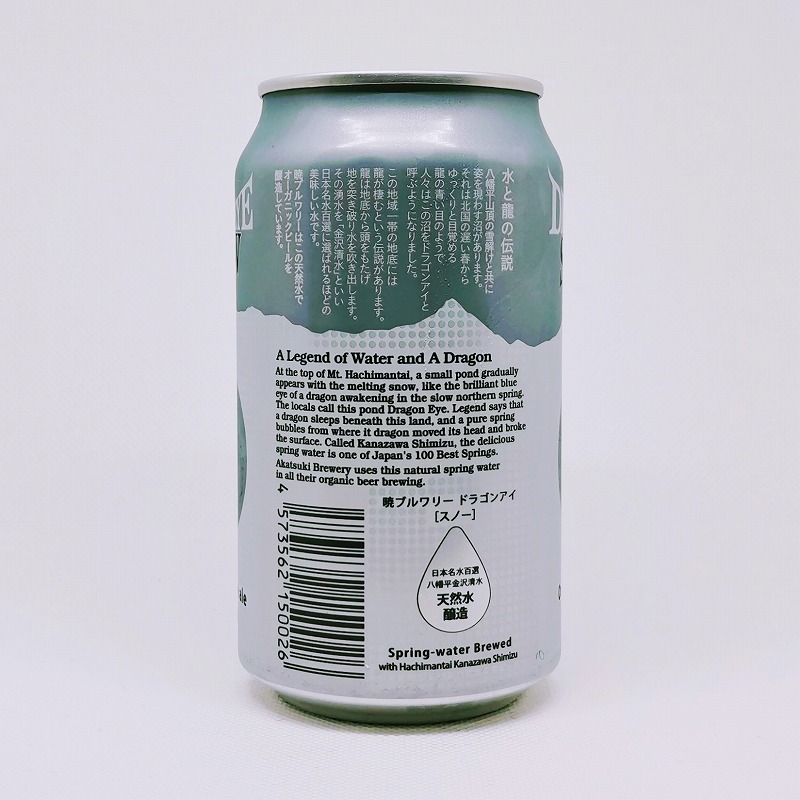 水と龍の伝説
八幡平山頂の雪解けと共に
姿を現わす沼があります。
それは北国の遅い春から
ゆっくりと目覚める
龍の青い目のようで
人々はこの沼をドラゴンアイと
呼ぶようになりました。
この地域一帯の地底には
龍が棲むという伝説があります。
龍は地底から頭をもたげ
地を突き破り水を吹き出します。
その湧水を「金沢清水」といい
日本名水百選に選ばれるほどの
美味しい水です。
暁ブルワリーはこの天然水で
オーガニックビールを
醸造しています。
A Legend of Water and A Dragon
At the top of Mt. Hachimantai, a small pond gradually
appears with the melting snow, like the brilliant blue
eye of a dragon awakening in the slow northern spring.
The locals call this pond Dragon Eye. Legend says that
a dragon sleeps beneath this land, and a pure spring
bubbles from where it dragon moved its head and broke
the surface. Called Kanazawa Shimizu, the delicious
spring water is one of Japan's 100 Best Springs.
Akatsuki Brewery uses this natural spring water
in all their organic beer brewing.
4 573562 150026
暁ブルワリー ドラゴンアイ
[スノー]
日本名水百選
八幡平金沢清水
天然水
醸造
Spring-water Brewed
with Hachimantai Kanazawa Shimizu